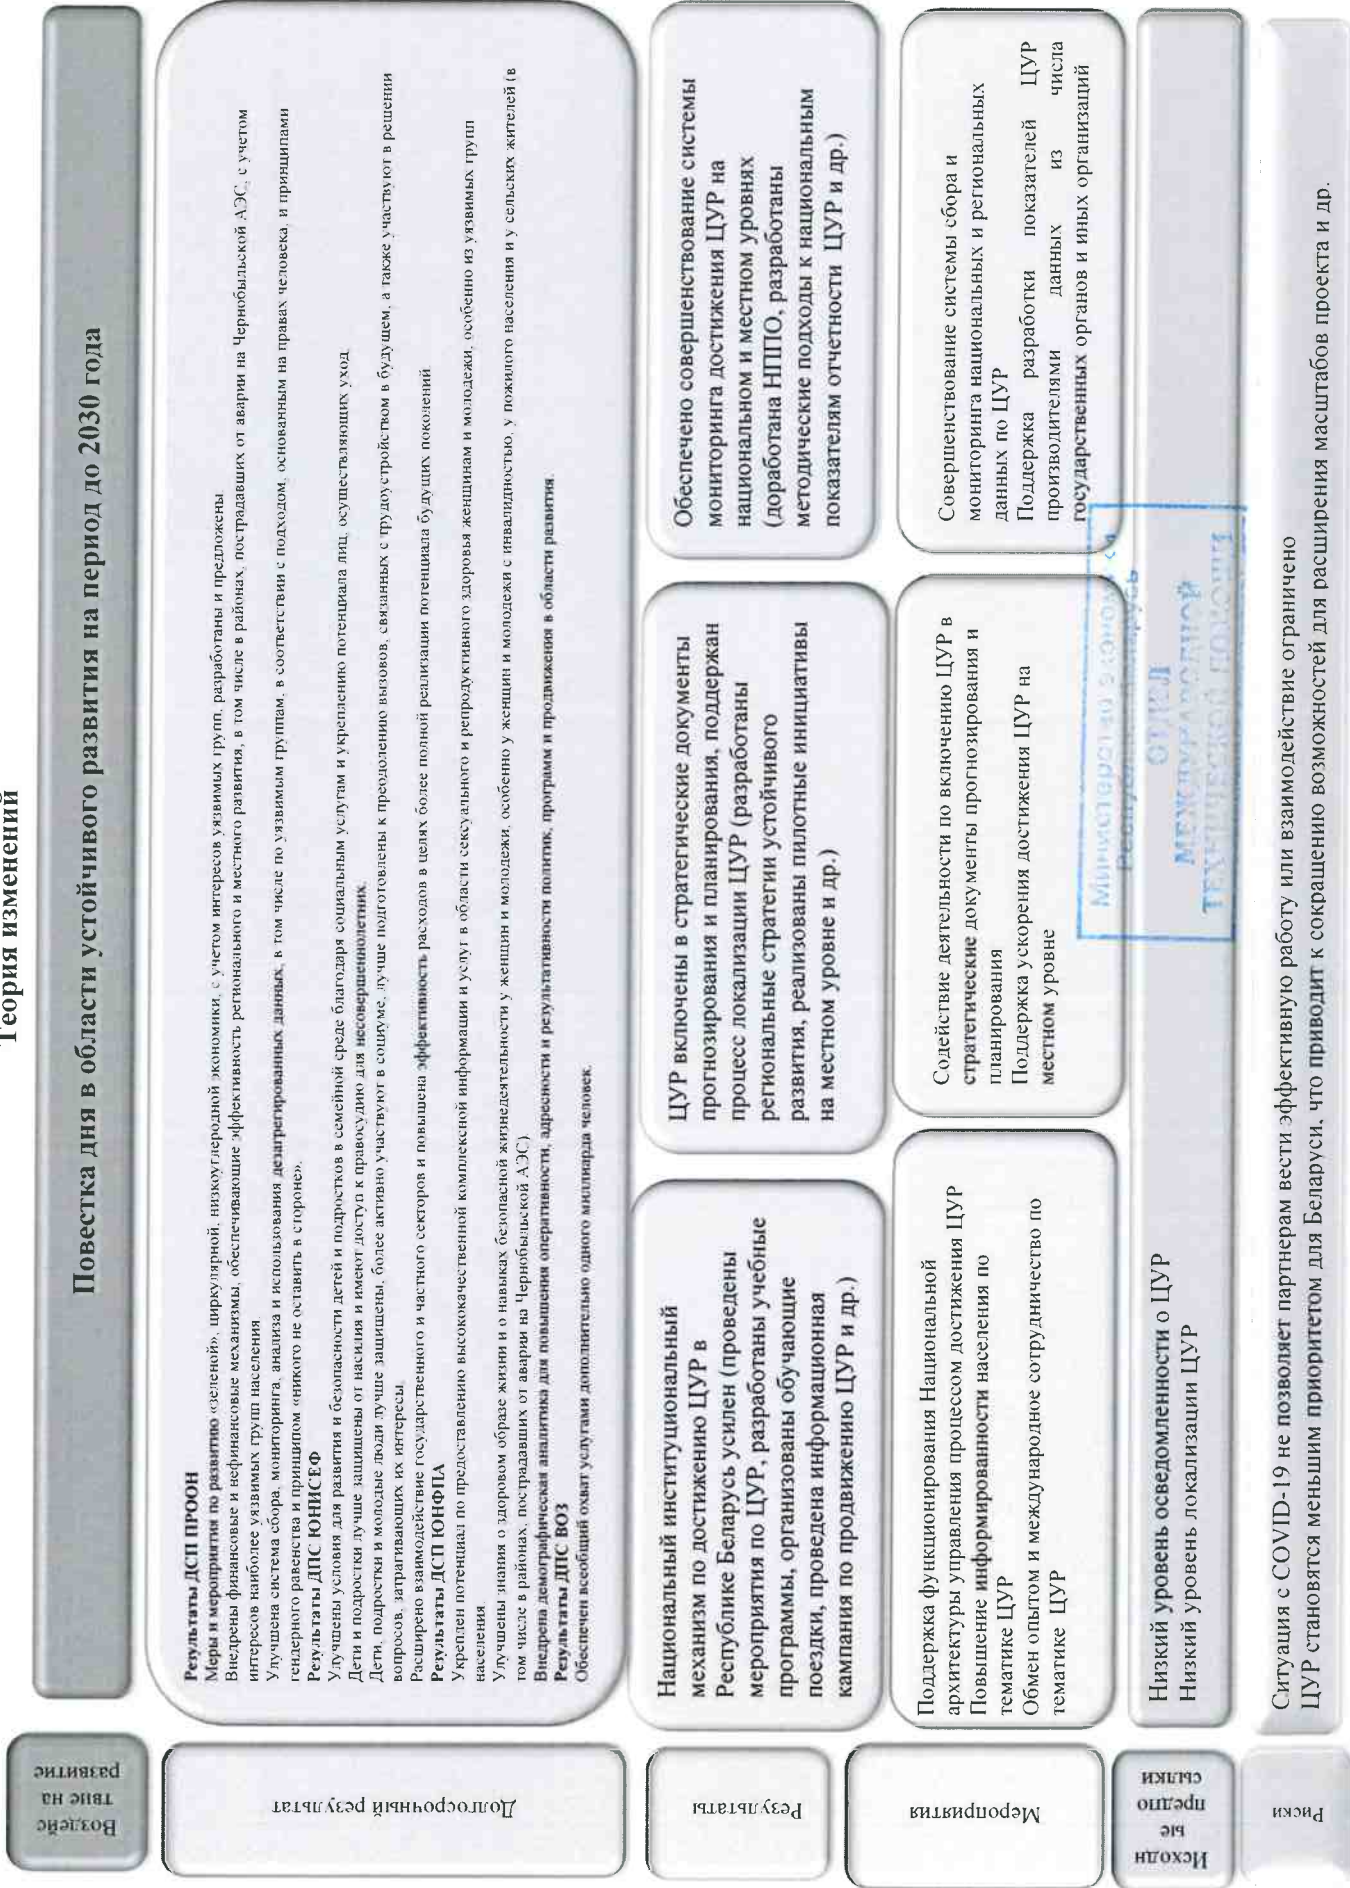 Теория изменений
Воздейс
твие на
развитие
Повестка дня в области устойчивого развития на период до 2030 года
Долгосрочный результат
Результаты ДСП ПРООН
Меры и мероприятия по развитию «зеленой», циркулярной, низкоуглеродной экономики, с учетом интересов уязвимых групп, разработаны и предложены.
Внедрены финансовые и нефинансовые механизмы, обеспечивающие эффективность регионального и местного развития, в том числе в районах, пострадавших от аварии на Чернобыльской АЭС, с учетом
интересов наиболее уязвимых групп населения.
Улучшена система сбора, мониторинга, анализа и использования дезагрегированных данных, в том числе по уязвимым группам, в соответствии с подходом, основанным на правах человека, и принципами
гендерного равенства и принципом «никого не оставить в стороне».
Результаты ДПС ЮНИСЕФ
Улучшены условия для развития и безопасности детей и подростков в семейной среде благодаря социальным услугам и укреплению потенциала лиц, осуществляющих уход.
Дети и подростки лучше защищены от насилия и имеют доступ к правосудию для несовершеннолетних.
Дети, подростки и молодые люди лучше защищены, более активно участвуют в социуме, лучше подготовлены к преодолению вызовов, связанных с трудоустройством в будущем, а также участвуют в решении
вопросов, затрагивающих их интересы.
Расширено взаимодействие государственного и частного секторов и повышена эффективность расходов в целях более полной реализации потенциала будущих поколений.
Результаты ДСП ЮНФПА
Укреплен потенциал по предоставлению высококачественной комплексной информации и услуг в области сексуального и репродуктивного здоровья женщинам и молодежи, особенно из уязвимых групп
населения.
Улучшены знания о здоровом образе жизни и о навыках безопасной жизнедеятельности у женщин и молодежи, особенно у женщин и молодежи с инвалидностью, у пожилого населения и у сельских жителей (в
том числе в районах, пострадавших от аварии на Чернобыльской АЭС).
Внедрена демографическая аналитика для повышения оперативности, адресности и результативности политик, программ и продвижения в области развития.
Результаты ДПС ВОЗ
Обеспечен всеобщий охват услугами дополнительно одного миллиарда человек.
Результаты
Национальный институциональный
механизм по достижению ЦУР в
Республике Беларусь усилен (проведены
мероприятия по ЦУР, разработаны учебные
программы, организованы обучающие
поездки, проведена информационная
кампания по продвижению ЦУР и др.)
ЦУР включены в стратегические документы
прогнозирования и планирования, поддержан
процесс локализации ЦУР (разработаны
региональные стратегии устойчивого
развития, реализованы пилотные инициативы
на местном уровне и др.)
Обеспечено совершенствование системы
мониторинга достижения ЦУР на
национальном и местном уровнях
(доработана НППО, разработаны
методические подходы к национальным
показателям отчетности ЦУР и др.)
Мероприятия
Поддержка функционирования Национальной
архитектуры управления процессом достижения ЦУР
Повышение информированности населения по
тематике ЦУР
Обмен опытом и международное сотрудничество по
тематике ЦУР
Содействие деятельности по включению ЦУР в
стратегические документы прогнозирования и
планирования
Поддержка ускорения достижения ЦУР на
местном уровне
Совершенствование системы сбора и
мониторинга национальных и региональных
данных по ЦУР
Поддержка разработки показателей ЦУР
производителями данных из числа
государственных органов и иных организаций
Исходн
ые
предпо
сылки
Низкий уровень осведомленности о ЦУР
Низкий уровень локализации ЦУР
Министерство экономики
Республики Беларусь
ОТДЕЛ
МЕЖДУНАРОДНОЙ
ТЕХНИЧЕСКОЙ ПОМОЩИ
Риски
Ситуация с COVID-19 не позволяет партнерам вести эффективную работу или взаимодействие ограничено
ЦУР становятся меньшим приоритетом для Беларуси, что приводит к сокращению возможностей для расширения масштабов проекта и др.